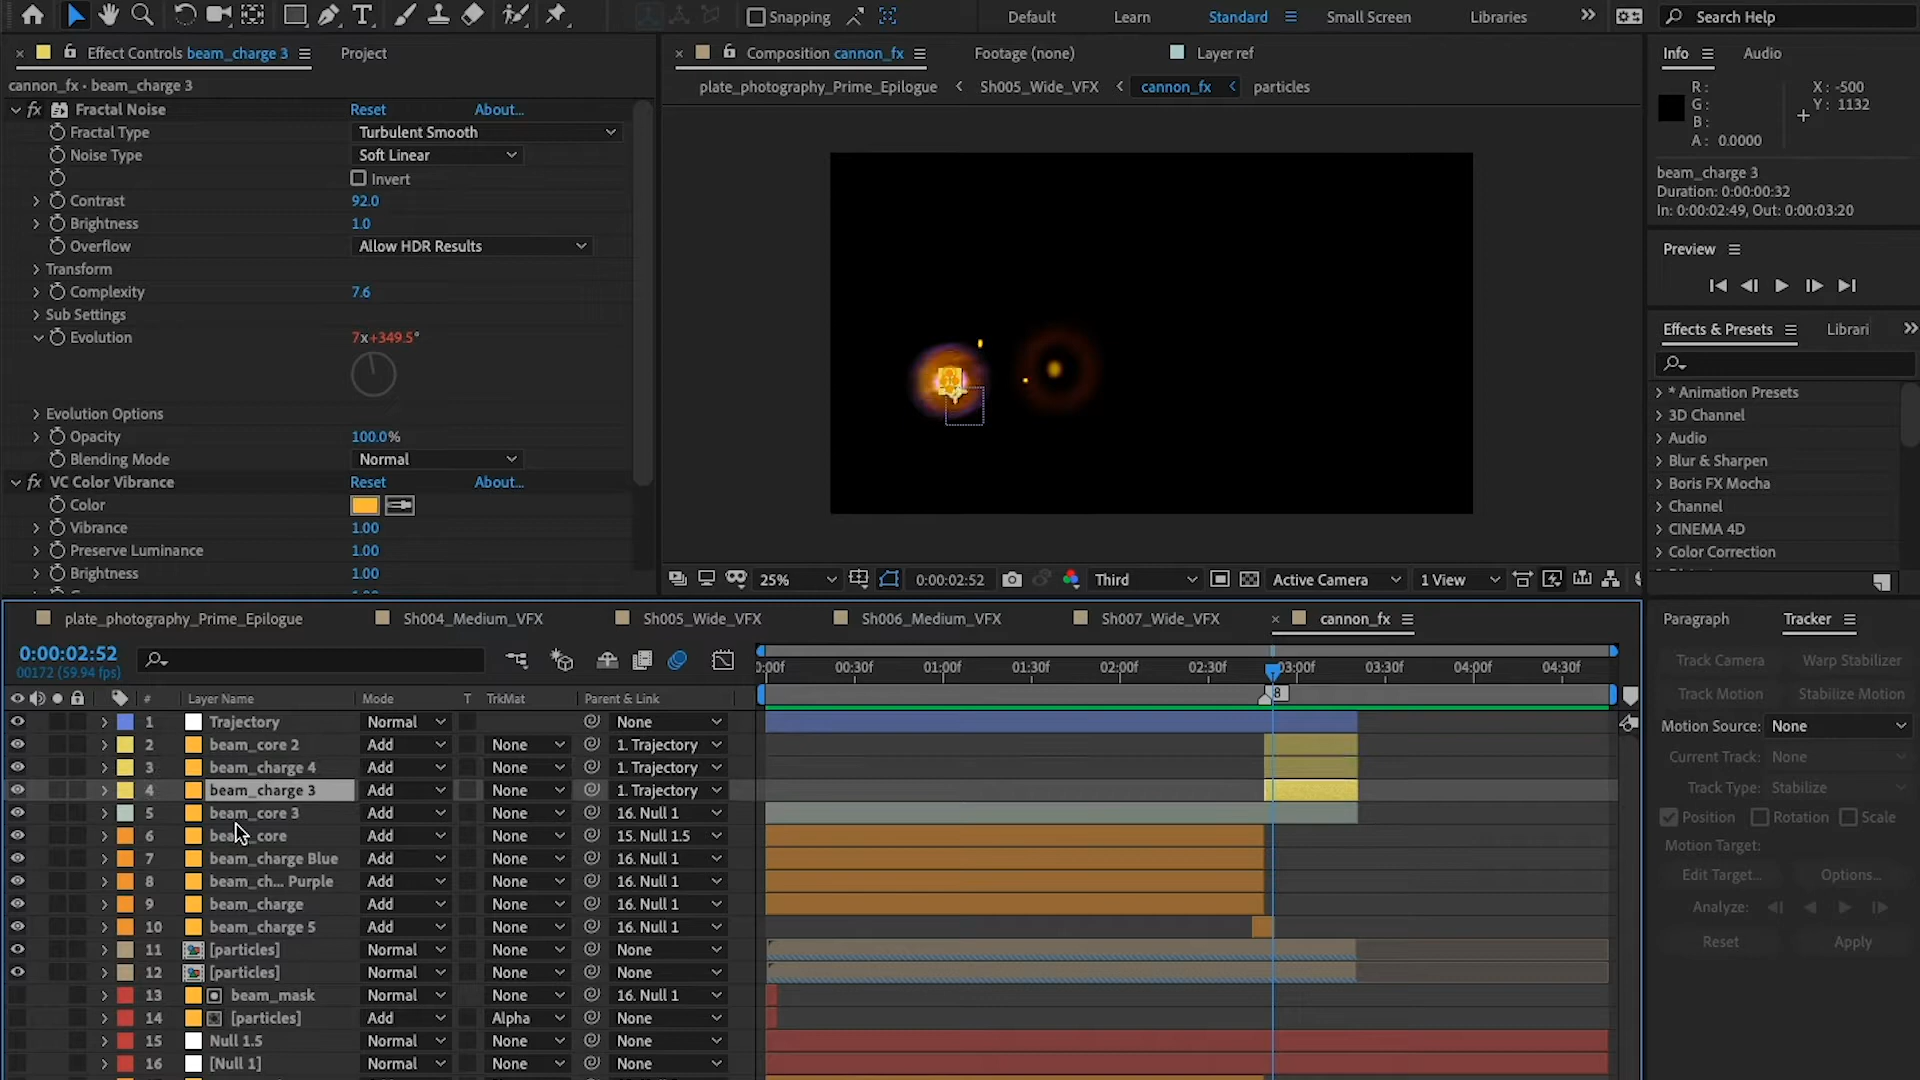 Snapping
Default
Learn
Standard
Small Screen
Libraries
Search Help
Effect Controls beam_charge 3
Project
cannon_fx • beam_charge 3
fx Fractal Noise Reset About...
Fractal Type Turbulent Smooth
Noise Type Soft Linear
Invert
Contrast 92.0
Brightness 1.0
Overflow Allow HDR Results
Transform
Complexity 7.6
Sub Settings
Evolution 7x+349.5°
Evolution Options
Opacity 100.0%
Blending Mode Normal
fx VC Color Vibrance Reset About...
Color
Vibrance 1.00
Preserve Luminance 1.00
Brightness 1.00
Composition cannon_fx
Footage (none)
Layer ref
plate_photography_Prime_Epilogue
Sh005_Wide_VFX
cannon_fx
particles
25%
0:00:02:52
Third
Active Camera
1 View
Info
Audio
R:
G:
B:
A: 0.0000
X: -500
Y: 1132
beam_charge 3
Duration: 0:00:00:32
In: 0:00:02:49, Out: 0:00:03:20
Preview
Effects & Presets
Librari
* Animation Presets
3D Channel
Audio
Blur & Sharpen
Boris FX Mocha
Channel
CINEMA 4D
Color Correction
plate_photography_Prime_Epilogue
Sh004_Medium_VFX
Sh005_Wide_VFX
Sh006_Medium_VFX
Sh007_Wide_VFX
cannon_fx
0:00:02:52
00172 (59.94 fps)
# Layer Name Mode T TrkMat Parent & Link
00:30f 01:00f 01:30f 02:00f 02:30f 03:00f 03:30f 04:00f 04:30f
8
1 Trajectory Normal None
2 beam_core 2 Add None 1. Trajectory
3 beam_charge 4 Add None 1. Trajectory
4 beam_charge 3 Add None 1. Trajectory
5 beam_core 3 Add None 16. Null 1
6 Add None 15. Null 1.5
7 beam_charge Blue Add None 16. Null 1
8 beam_ch... Purple Add None 16. Null 1
9 beam_charge Add None 16. Null 1
10 beam_charge 5 Add None 16. Null 1
11 [particles] Normal None None
12 [particles] Normal None None
13 beam_mask Normal None 16. Null 1
14 [particles] Add Alpha None
15 Null 1.5 Normal None None
16 [Null 1] Normal None None
Paragraph
Tracker
Track Camera
Warp Stabilizer
Track Motion
Stabilize Motion
Motion Source: None
Current Track: None
Track Type: Stabilize
Position
Rotation
Scale
Motion Target:
Edit Target...
Options...
Analyze:
Reset
Apply